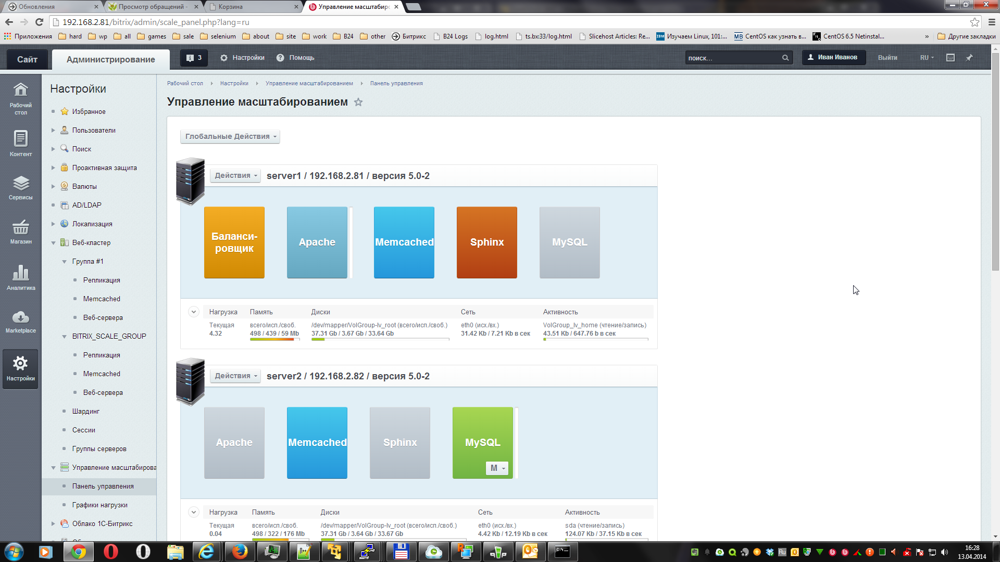 Обновления
Просмотр обращений -
Корзина
Управление масштабиро
192.168.2.81/bitrix/admin/scale_panel.php?lang=ru
Приложения hard wp all games sale selenium about site work B24 other Битрикс B24 Logs log.html ts.bx:33/log.html Slicehost Articles: Re... Изучаем Linux, 101:... CentOS как узнать в... CentOS 6.5 Netinstal... » Другие закладки
Сайт
Администрирование
3
Настройки
Помощь
поиск...
Иван Иванов
Выйти
RU
Рабочий стол
Контент
Сервисы
Магазин
Аналитика
Marketplace
Настройки
Настройки
Избранное
Пользователи
Поиск
Проактивная защита
Валюты
AD/LDAP
Локализация
Веб-кластер
Группа #1
Репликация
Memcached
Веб-сервера
BITRIX_SCALE_GROUP
Репликация
Memcached
Веб-сервера
Шардинг
Сессии
Группы серверов
Управление масштабирова
Панель управления
Графики нагрузки
Облако 1С-Битрикс
Рабочий стол Настройки Управление масштабированием Панель управления
Управление масштабированием
Глобальные Действия
Действия
server1 / 192.168.2.81 / версия 5.0-2
Баланси-
ровщик
Apache
Memcached
Sphinx
MySQL
Нагрузка Память Диски Сеть Активность
Текущая всего/исп./своб. /dev/mapper/VolGroup-lv_root (всего/исп./своб.) eth0 (исх./вх.) VolGroup_lv_home (чтение/запись)
4.32 498 / 439 / 59 Mb 37.31 Gb / 3.67 Gb / 33.64 Gb 31.42 Kb / 7.21 Kb в сек 43.51 Kb / 647.76 b в сек
Действия
server2 / 192.168.2.82 / версия 5.0-2
Apache
Memcached
Sphinx
MySQL
M
Нагрузка Память Диски Сеть Активность
Текущая всего/исп./своб. /dev/mapper/VolGroup-lv_root (всего/исп./своб.) eth0 (исх./вх.) sda (чтение/запись)
0.04 498 / 322 / 176 Mb 37.31 Gb / 3.64 Gb / 33.67 Gb 4.42 Kb / 12.19 Kb в сек 124.07 Kb / 37.15 Kb в сек
Ru
16:28
13.04.2014